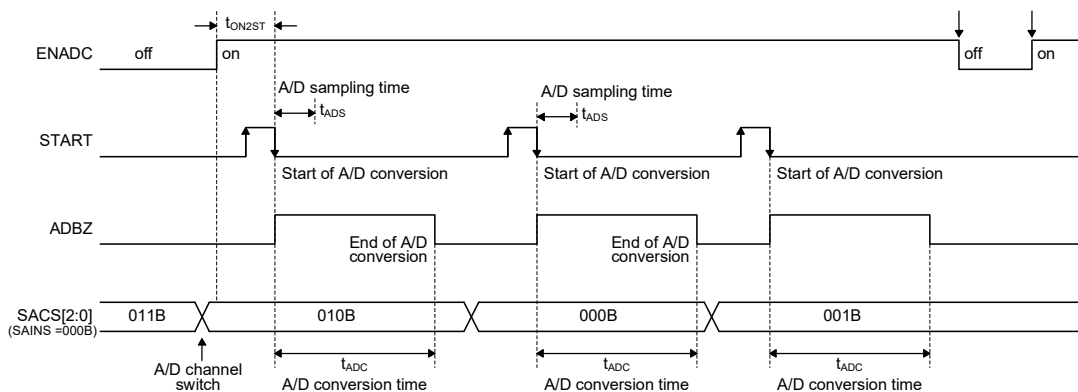 tON2ST
ENADC off on off on
A/D sampling time A/D sampling time
tADS tADS
START
Start of A/D conversion Start of A/D conversion Start of A/D conversion
ADBZ
End of A/D conversion End of A/D conversion
SACS[2:0] 011B 010B 000B 001B
(SAINS =000B)
A/D channel switch
tADC tADC tADC
A/D conversion time A/D conversion time A/D conversion time